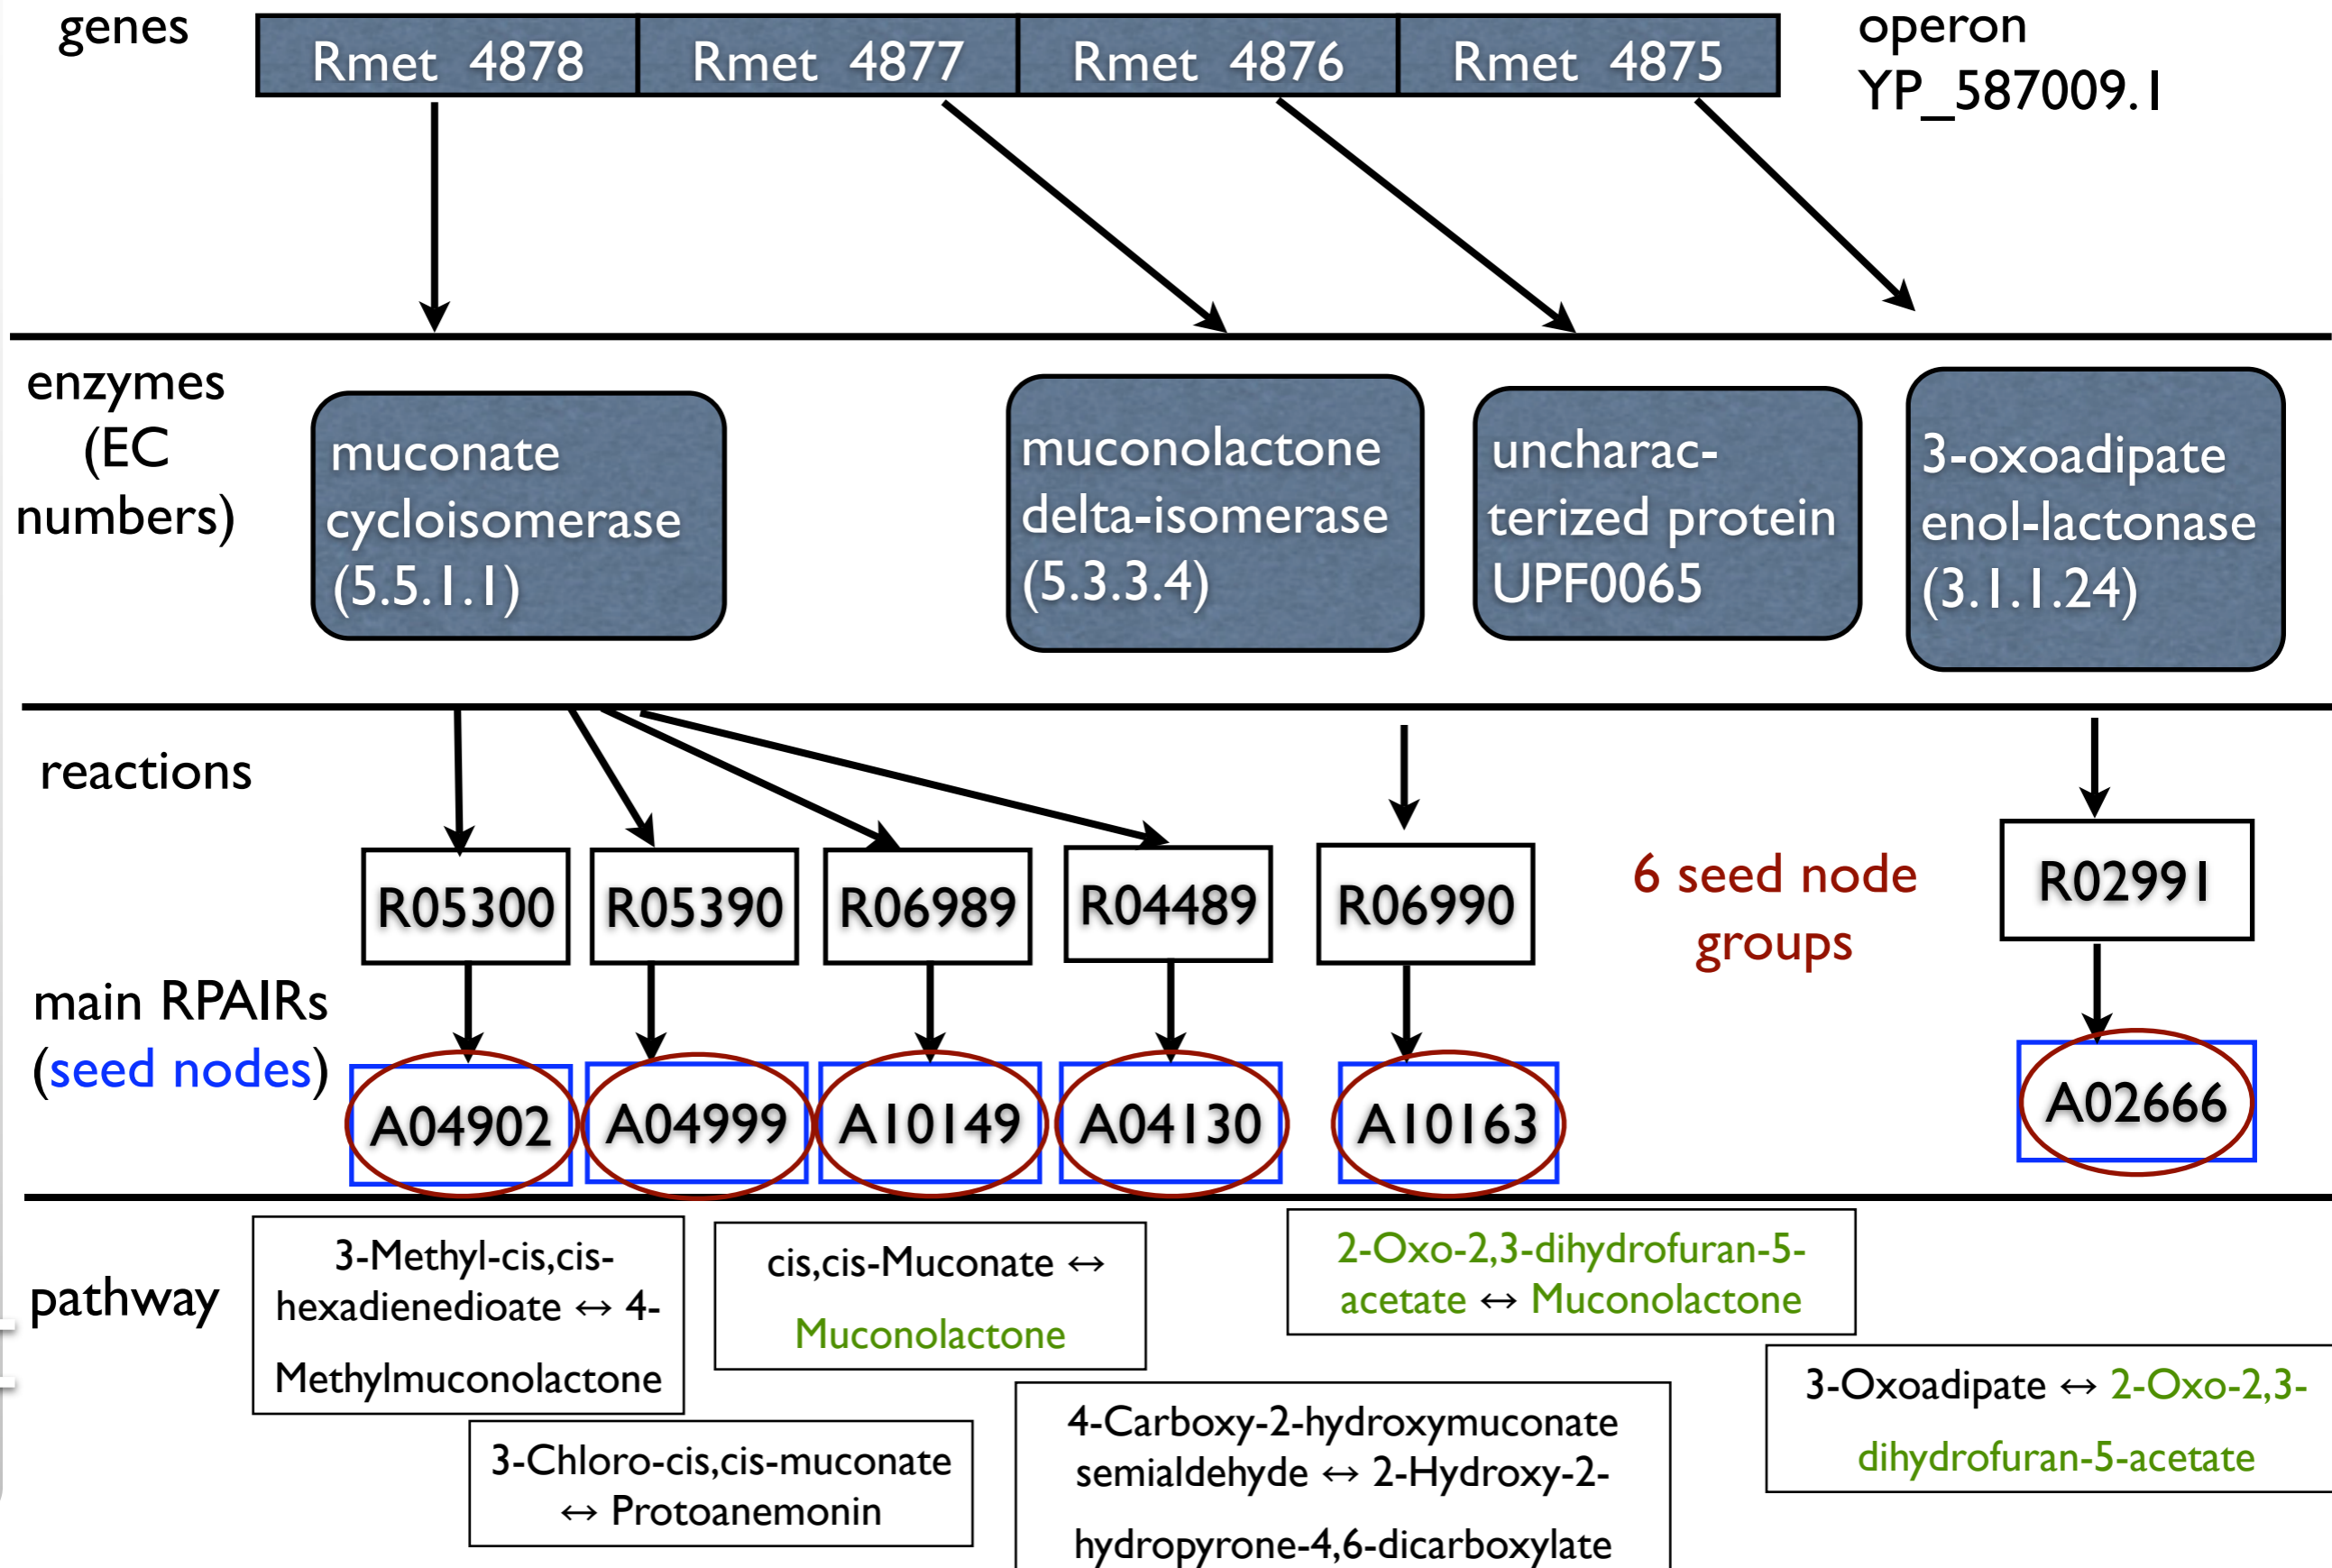 genes
Rmet 4878
Rmet 4877
Rmet 4876
Rmet 4875
operon
YP_587009.1
enzymes
(EC
numbers)
muconate
cycloisomerase
(5.5.1.1)
muconolactone
delta-isomerase
(5.3.3.4)
uncharac-
terized protein
UPF0065
3-oxoadipate
enol-lactonase
(3.1.1.24)
reactions
R05300
R05390
R06989
R04489
R06990
6 seed node
groups
R02991
main RPAIRs
(seed nodes)
A04902
A04999
A10149
A04130
A10163
A02666
pathway
3-Methyl-cis,cis-
hexadienedioate ↔ 4-
Methylmuconolactone
cis,cis-Muconate ↔
Muconolactone
2-Oxo-2,3-dihydrofuran-5-
acetate ↔ Muconolactone
3-Chloro-cis,cis-muconate
↔ Protoanemonin
4-Carboxy-2-hydroxymuconate
semialdehyde ↔ 2-Hydroxy-2-
hydropyrone-4,6-dicarboxylate
3-Oxoadipate ↔ 2-Oxo-2,3-
dihydrofuran-5-acetate